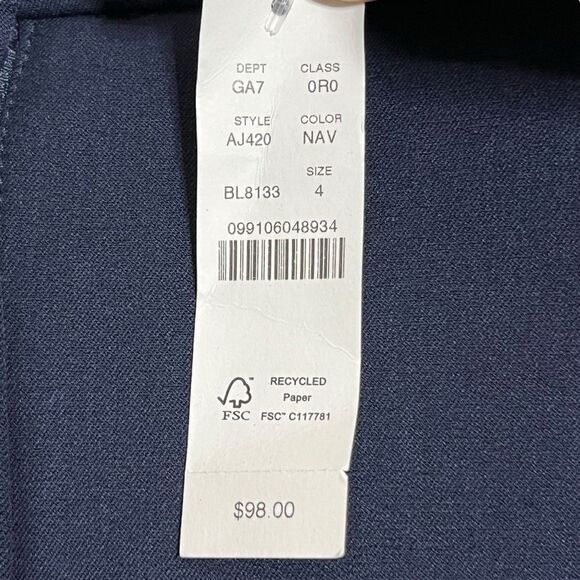 DEPT CLASS
GA7 0R0
STYLE COLOR
AJ420 NAV
SIZE
BL8133 4
099106048934
RECYCLED
Paper
FSC™ C117781
FSC
$98.00